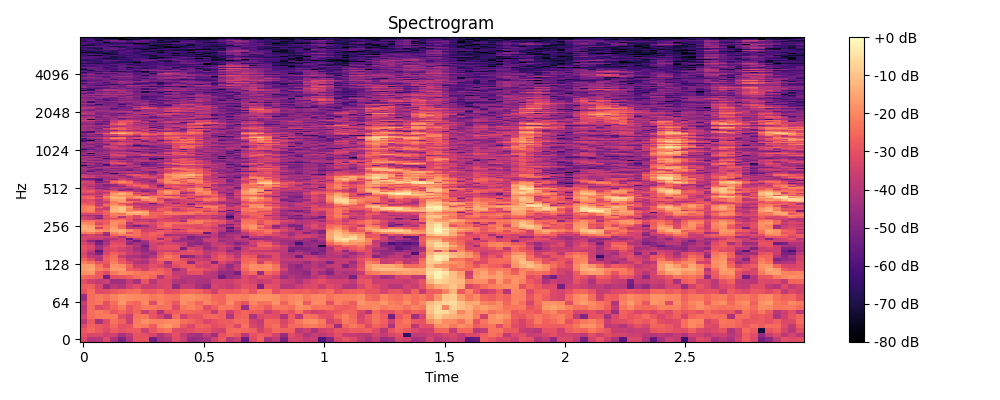 Spectrogram
Hz
4096
2048
1024
512
256
128
64
0
0
0.5
1
1.5
2
2.5
Time
+0 dB
-10 dB
-20 dB
-30 dB
-40 dB
-50 dB
-60 dB
-70 dB
-80 dB